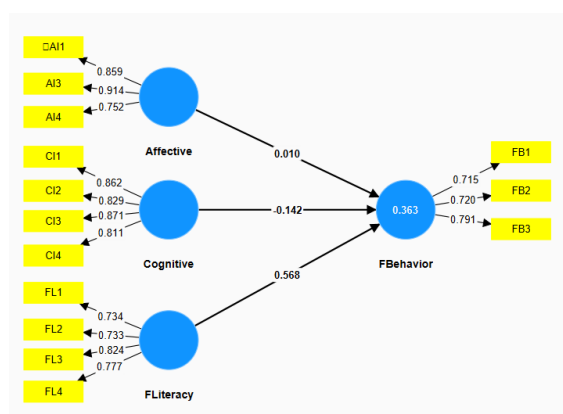 AI1
0.859
AI3
0.914
AI4
0.752
Affective
CI1
0.862
CI2
0.829
CI3
0.871
CI4
0.811
Cognitive
FL1
0.734
FL2
0.733
FL3
0.824
FL4
0.777
FLiteracy
0.010
-0.142
0.568
0.363
FBehavior
FB1
0.715
FB2
0.720
FB3
0.791